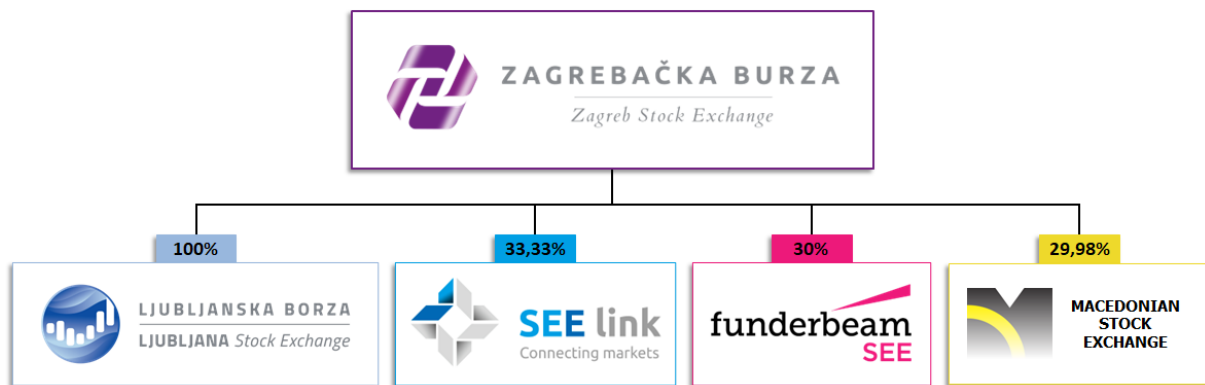 ZAGREBAČKA BURZA
Zagreb Stock Exchange
100%
33,33%
30%
29,98%
LJUBLJANSKA BORZA
LJUBLJANA Stock Exchange
SEE link
Connecting markets
funderbeam
SEE
MACEDONIAN
STOCK
EXCHANGE